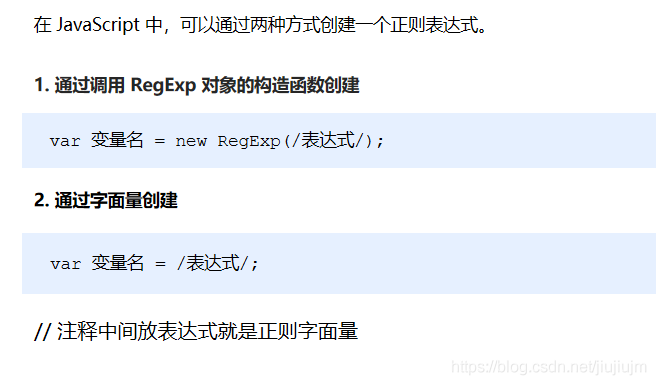 在 JavaScript 中，可以通过两种方式创建一个正则表达式。
1. 通过调用 RegExp 对象的构造函数创建
var 变量名 = new RegExp(/表达式/);
2. 通过字面量创建
var 变量名 = /表达式/;
// 注释中间放表达式就是正则字面量
https://blog.csdn.net/jiujiujm